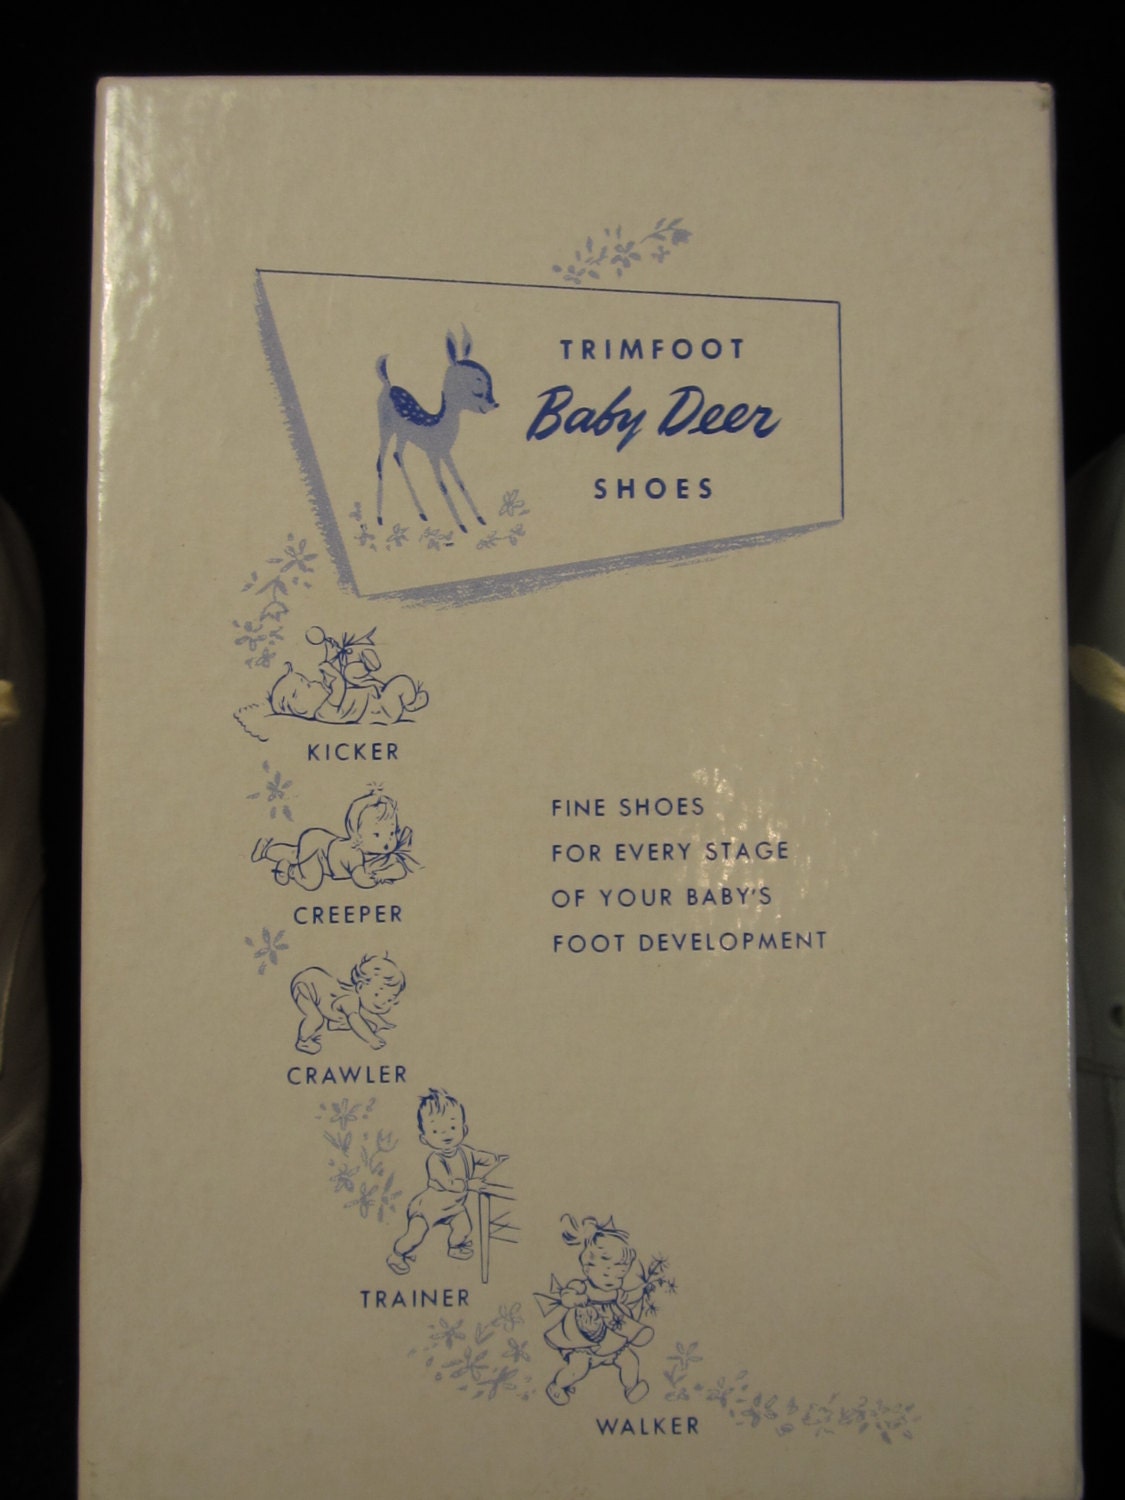 TRIMFOOT
Baby Deer
SHOES
KICKER
FINE SHOES
FOR EVERY STAGE
OF YOUR BABY'S
FOOT DEVELOPMENT
CREEPER
CRAWLER
TRAINER
WALKER